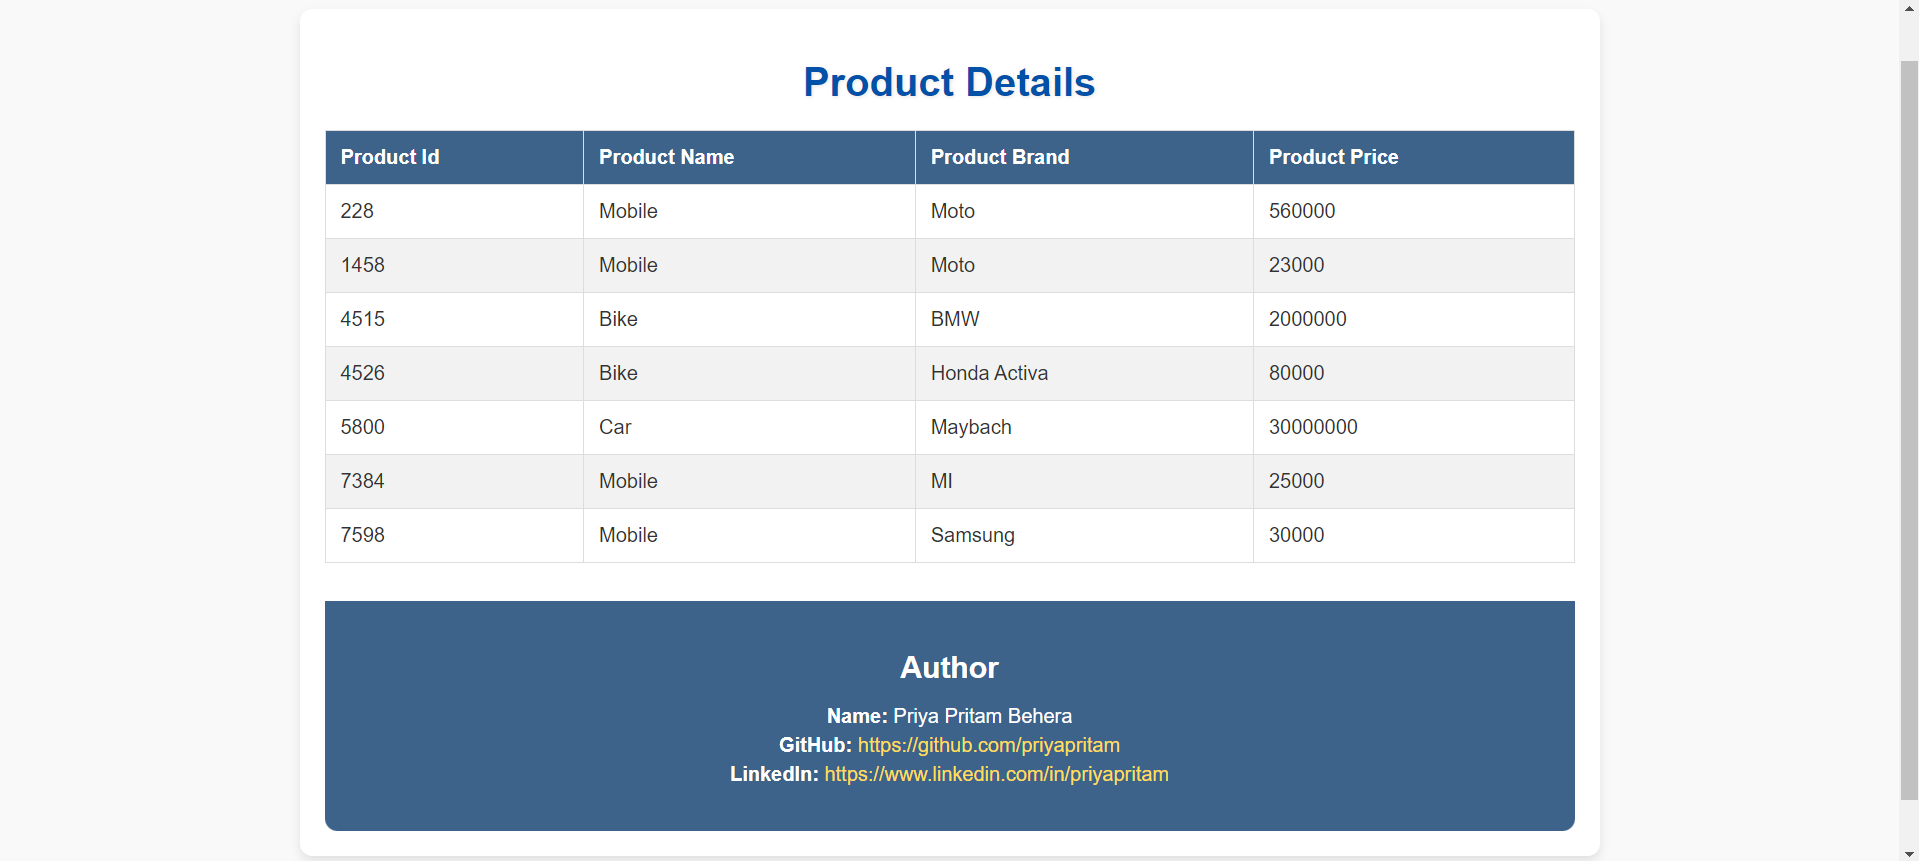 Product Details
Product Id Product Name Product Brand Product Price
228 Mobile Moto 560000
1458 Mobile Moto 23000
4515 Bike BMW 2000000
4526 Bike Honda Activa 80000
5800 Car Maybach 30000000
7384 Mobile MI 25000
7598 Mobile Samsung 30000
Author
Name: Priya Pritam Behera
GitHub: https://github.com/priyapritam
LinkedIn: https://www.linkedin.com/in/priyapritam